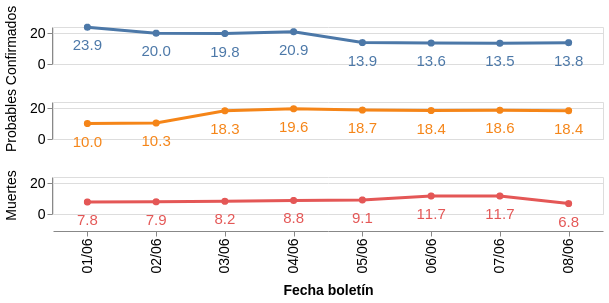 Confirmados
20
0
23.9 20.0 19.8 20.9 13.9 13.6 13.5 13.8
Probables
20
0
10.0 10.3 18.3 19.6 18.7 18.4 18.6 18.4
Muertes
20
0
7.8 7.9 8.2 8.8 9.1 11.7 11.7 6.8
01/06 02/06 03/06 04/06 05/06 06/06 07/06 08/06
Fecha boletín